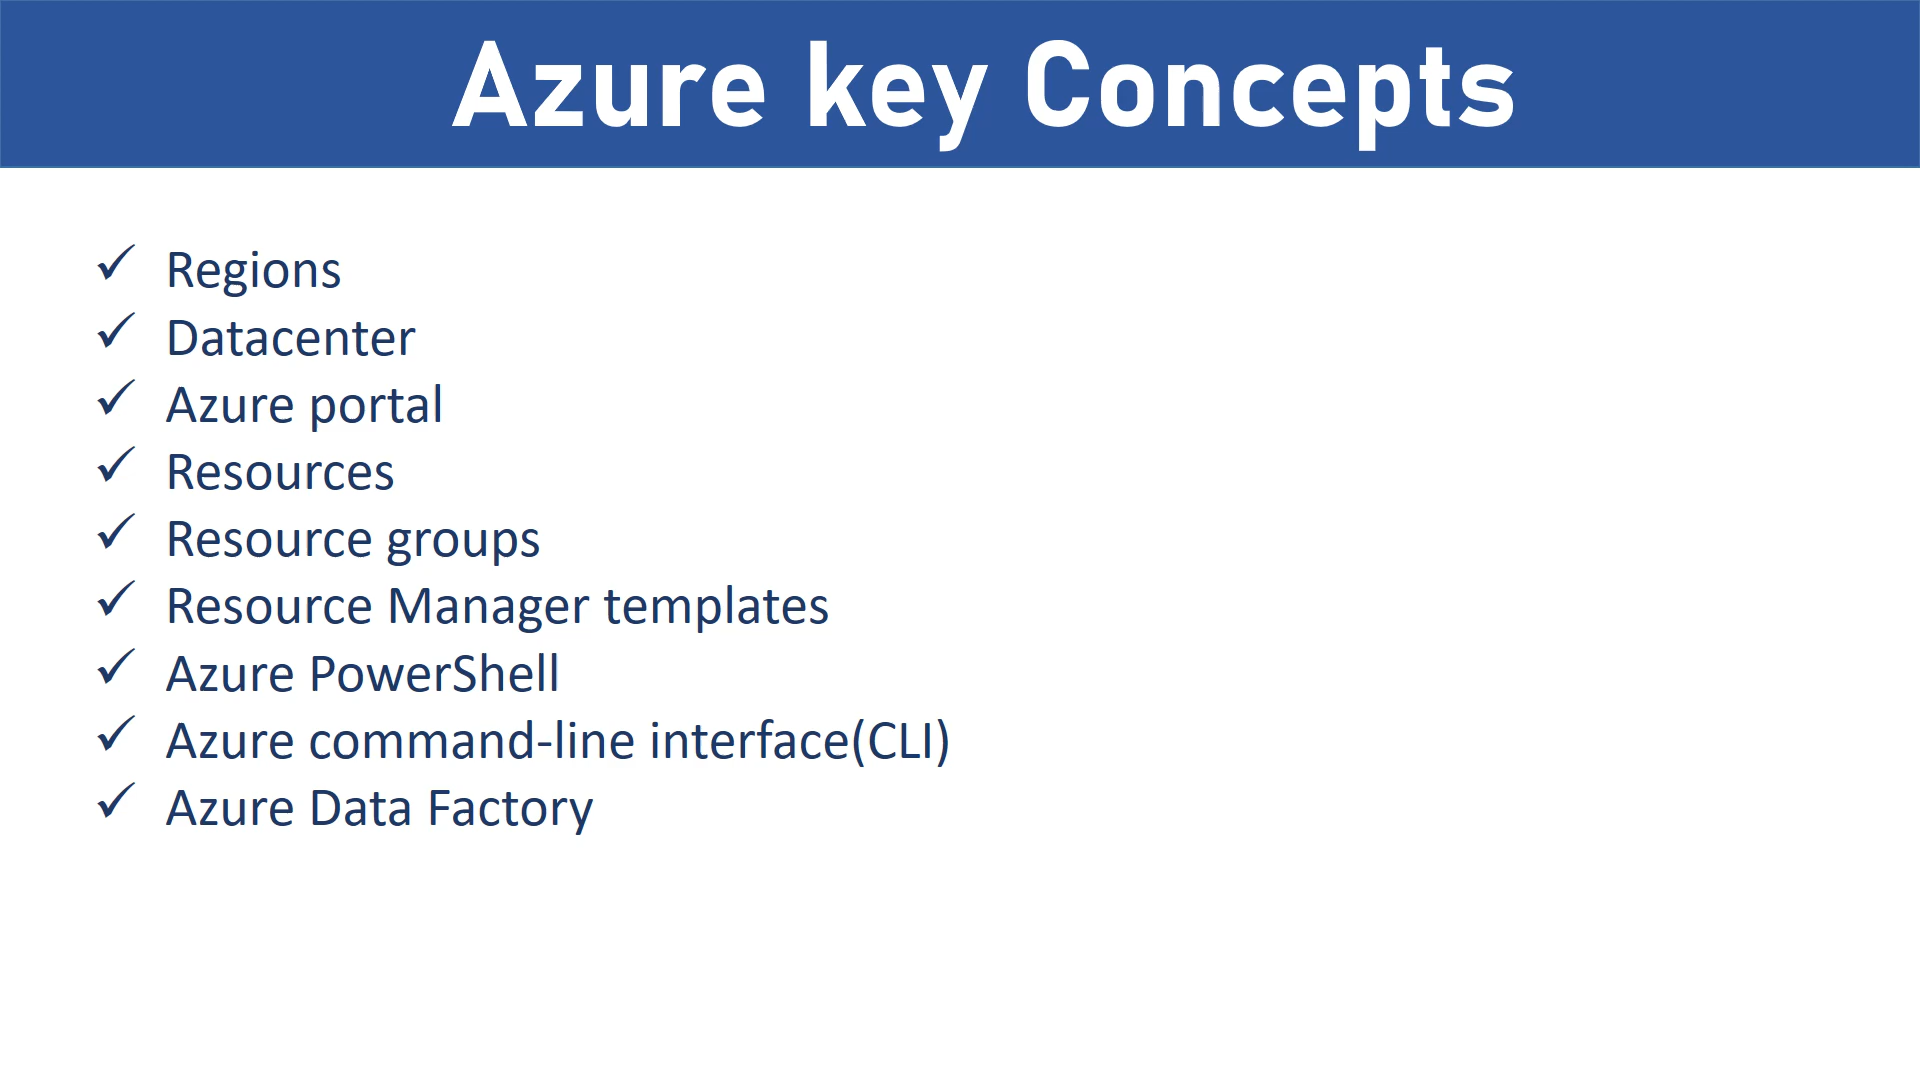 Azure key Concepts
✓ Regions
✓ Datacenter
✓ Azure portal
✓ Resources
✓ Resource groups
✓ Resource Manager templates
✓ Azure PowerShell
✓ Azure command-line interface(CLI)
✓ Azure Data Factory